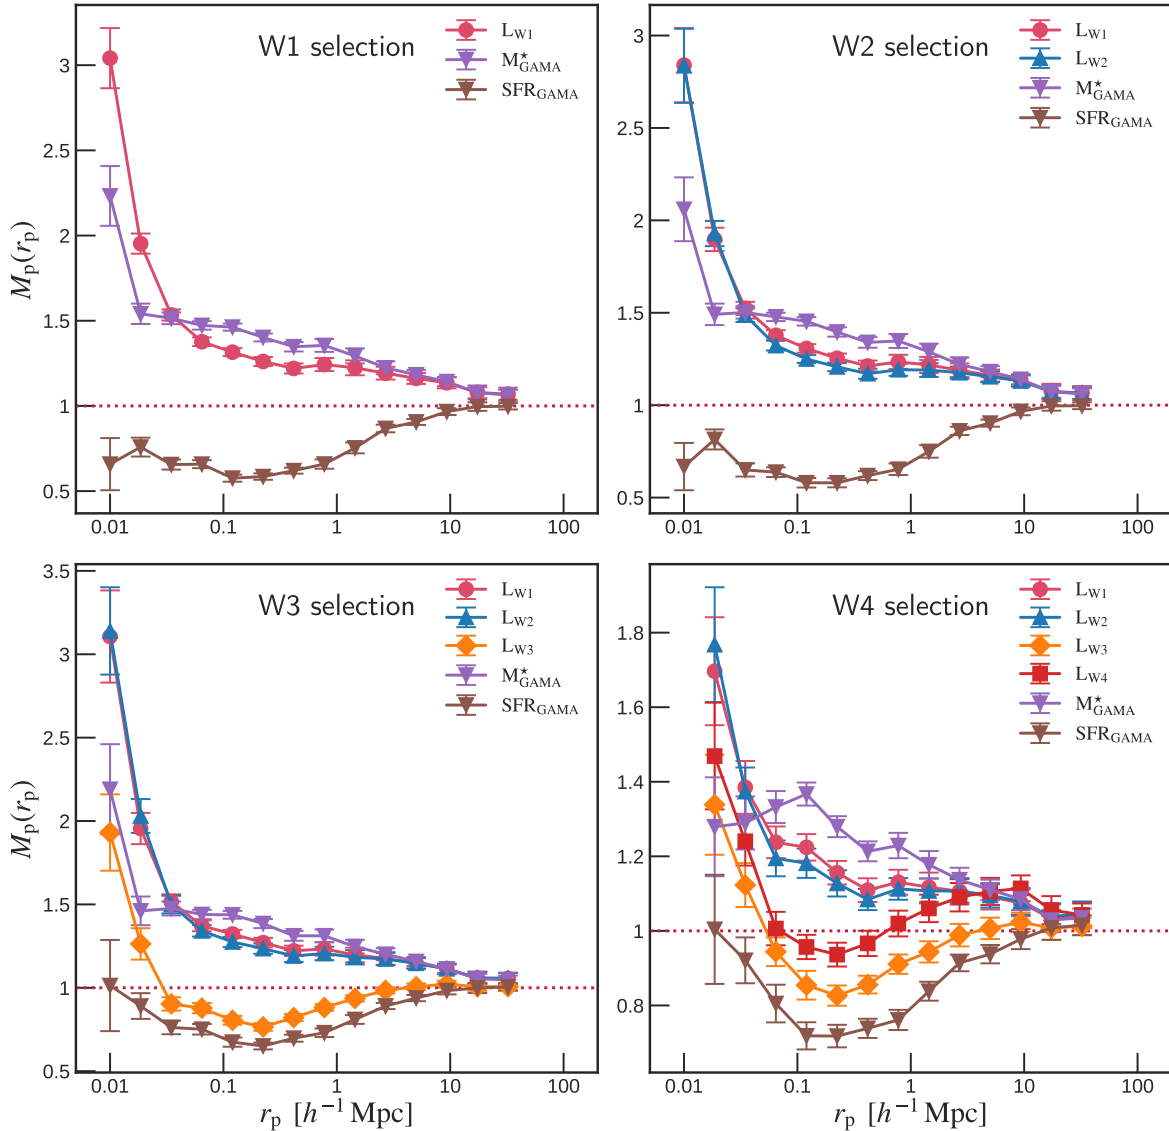 W1 selection
L_W1
M★_GAMA
SFR_GAMA
3
2.5
2
1.5
1
0.5
M_p(r_p)
0.01 0.1 1 10 100
W2 selection
L_W1
L_W2
M★_GAMA
SFR_GAMA
3
2.5
2
1.5
1
0.5
0.01 0.1 1 10 100
W3 selection
L_W1
L_W2
L_W3
M★_GAMA
SFR_GAMA
3.5
3
2.5
2
1.5
1
0.5
M_p(r_p)
0.01 0.1 1 10 100
r_p [h⁻¹ Mpc]
W4 selection
L_W1
L_W2
L_W3
L_W4
M★_GAMA
SFR_GAMA
1.8
1.6
1.4
1.2
1
0.8
0.01 0.1 1 10 100
r_p [h⁻¹ Mpc]